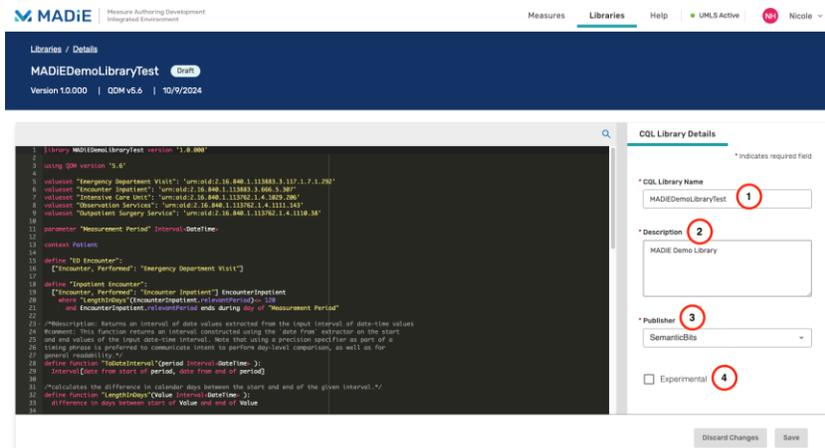 MADiE
Measure Authoring Development
Integrated Environment
Measures
Libraries
Help
UMLS Active
NH
Nicole
Libraries / Details
MADiEDemoLibraryTest
Draft
Version 1.0.000 | QDM v5.6 | 10/9/2024
1 library MADiEDemoLibraryTest version '1.0.000'
2
3 using QDM version '5.6'
4
5 valueset "Emergency Department Visit": 'urn:oid:2.16.840.1.113883.3.117.1.7.1.292'
6 valueset "Encounter Inpatient": 'urn:oid:2.16.840.1.113883.3.666.5.307'
7 valueset "Intensive Care Unit": 'urn:oid:2.16.840.1.113762.1.4.1029.206'
8 valueset "Observation Services": 'urn:oid:2.16.840.1.113762.1.4.1111.143'
9 valueset "Outpatient Surgery Service": 'urn:oid:2.16.840.1.113762.1.4.1110.38'
10
11 parameter "Measurement Period" Interval<DateTime>
12
13 context Patient
14
15 define "ED Encounter":
16 ["Encounter, Performed": "Emergency Department Visit"]
17
18 define "Inpatient Encounter":
19 ["Encounter, Performed": "Encounter Inpatient"] EncounterInpatient
20 where "LengthInDays"(EncounterInpatient.relevantPeriod)<= 120
21 and EncounterInpatient.relevantPeriod ends during day of "Measurement Period"
22
23 /*@description: Returns an interval of date values extracted from the input interval of date-time values
24 @comment: This function returns an interval constructed using the `date from` extractor on the start
25 and end values of the input date-time interval. Note that using a precision specifier as part of a
26 timing phrase is preferred to communicate intent to perform day-level comparison, as well as for
27 general readability.*/
28 define function "ToDateInterval"(period Interval<DateTime> ):
29 Interval[date from start of period, date from end of period]
30
31 /*calculates the difference in calendar days between the start and end of the given interval.*/
32 define function "LengthInDays"(Value Interval<DateTime> ):
33 difference in days between start of Value and end of Value
34
CQL Library Details
* Indicates required field
* CQL Library Name
1
MADiEDemoLibraryTest
* Description
2
MADiE Demo Library
* Publisher
3
SemanticBits
Experimental
4
Discard Changes
Save